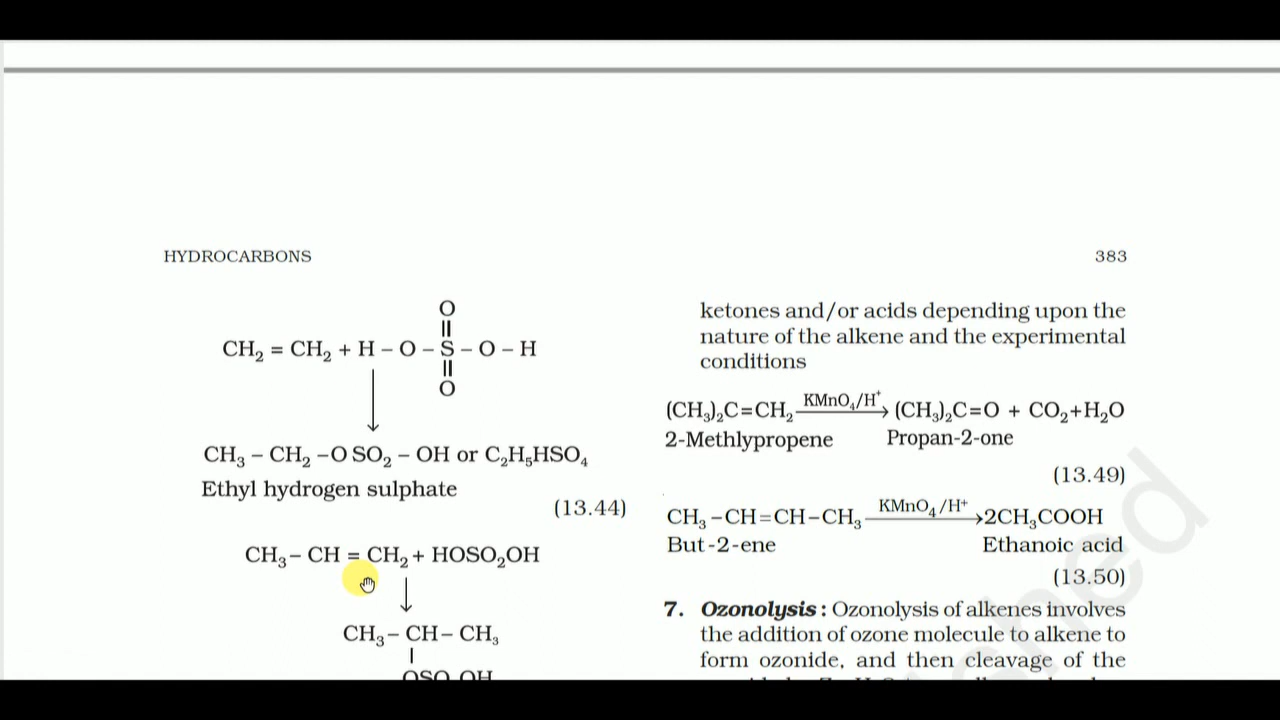 HYDROCARBONS
383
O
||
CH₂ = CH₂ + H – O – S – O – H
||
O
CH₃ – CH₂ –O SO₂ – OH or C₂H₅HSO₄
Ethyl hydrogen sulphate
(13.44)
CH₃ – CH = CH₂ + HOSO₂OH
CH₃ – CH – CH₃
|
ketones and/or acids depending upon the
nature of the alkene and the experimental
conditions
(CH₃)₂C=CH₂ KMnO₄/H⁺ → (CH₃)₂C=O + CO₂+H₂O
2-Methlypropene Propan-2-one
(13.49)
CH₃ –CH=CH–CH₃ KMnO₄/H⁺ → 2CH₃COOH
But-2-ene Ethanoic acid
(13.50)
7. Ozonolysis : Ozonolysis of alkenes involves
the addition of ozone molecule to alkene to
form ozonide, and then cleavage of the
shed